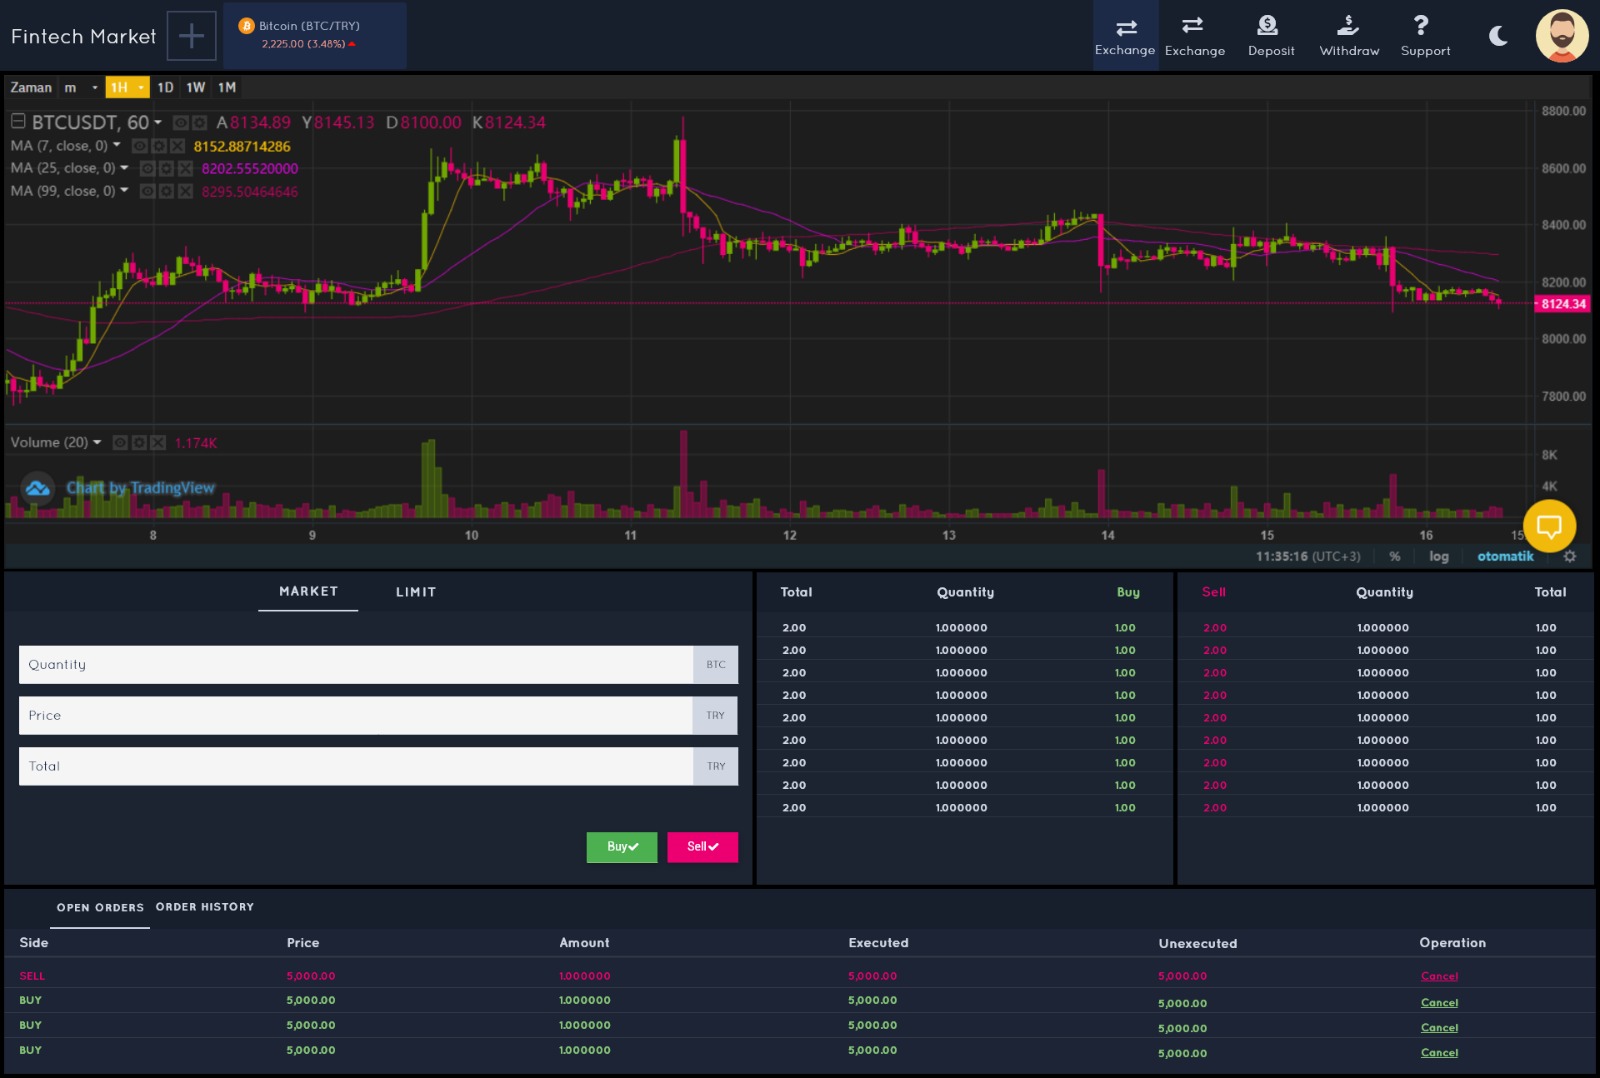 Fintech Market
Bitcoin (BTC/TRY)
2,225.00 (3.48%)
Exchange Exchange Deposit Withdraw Support
Zaman m 1H 1D 1W 1M
BTCUSDT, 60 A8134.89 Y8145.13 D8100.00 K8124.34
MA (7, close, 0) 8152.88714286
MA (25, close, 0) 8202.55520000
MA (99, close, 0) 8295.50464646
8800.00
8600.00
8400.00
8200.00
8124.34
8000.00
7800.00
Volume (20) 1.174K
8K
4K
Chart by TradingView
8 9 10 11 12 13 14 15 16 15
11:35:16 (UTC+3) % log otomatik
MARKET LIMIT
Quantity BTC
Price TRY
Total TRY
Buy Sell
Total Quantity Buy
2.00 1.000000 1.00
2.00 1.000000 1.00
2.00 1.000000 1.00
2.00 1.000000 1.00
2.00 1.000000 1.00
2.00 1.000000 1.00
2.00 1.000000 1.00
2.00 1.000000 1.00
2.00 1.000000 1.00
Sell Quantity Total
2.00 1.000000 1.00
2.00 1.000000 1.00
2.00 1.000000 1.00
2.00 1.000000 1.00
2.00 1.000000 1.00
2.00 1.000000 1.00
2.00 1.000000 1.00
2.00 1.000000 1.00
2.00 1.000000 1.00
OPEN ORDERS ORDER HISTORY
Side Price Amount Executed Unexecuted Operation
SELL 5,000.00 1.000000 5,000.00 5,000.00 Cancel
BUY 5,000.00 1.000000 5,000.00 5,000.00 Cancel
BUY 5,000.00 1.000000 5,000.00 5,000.00 Cancel
BUY 5,000.00 1.000000 5,000.00 5,000.00 Cancel